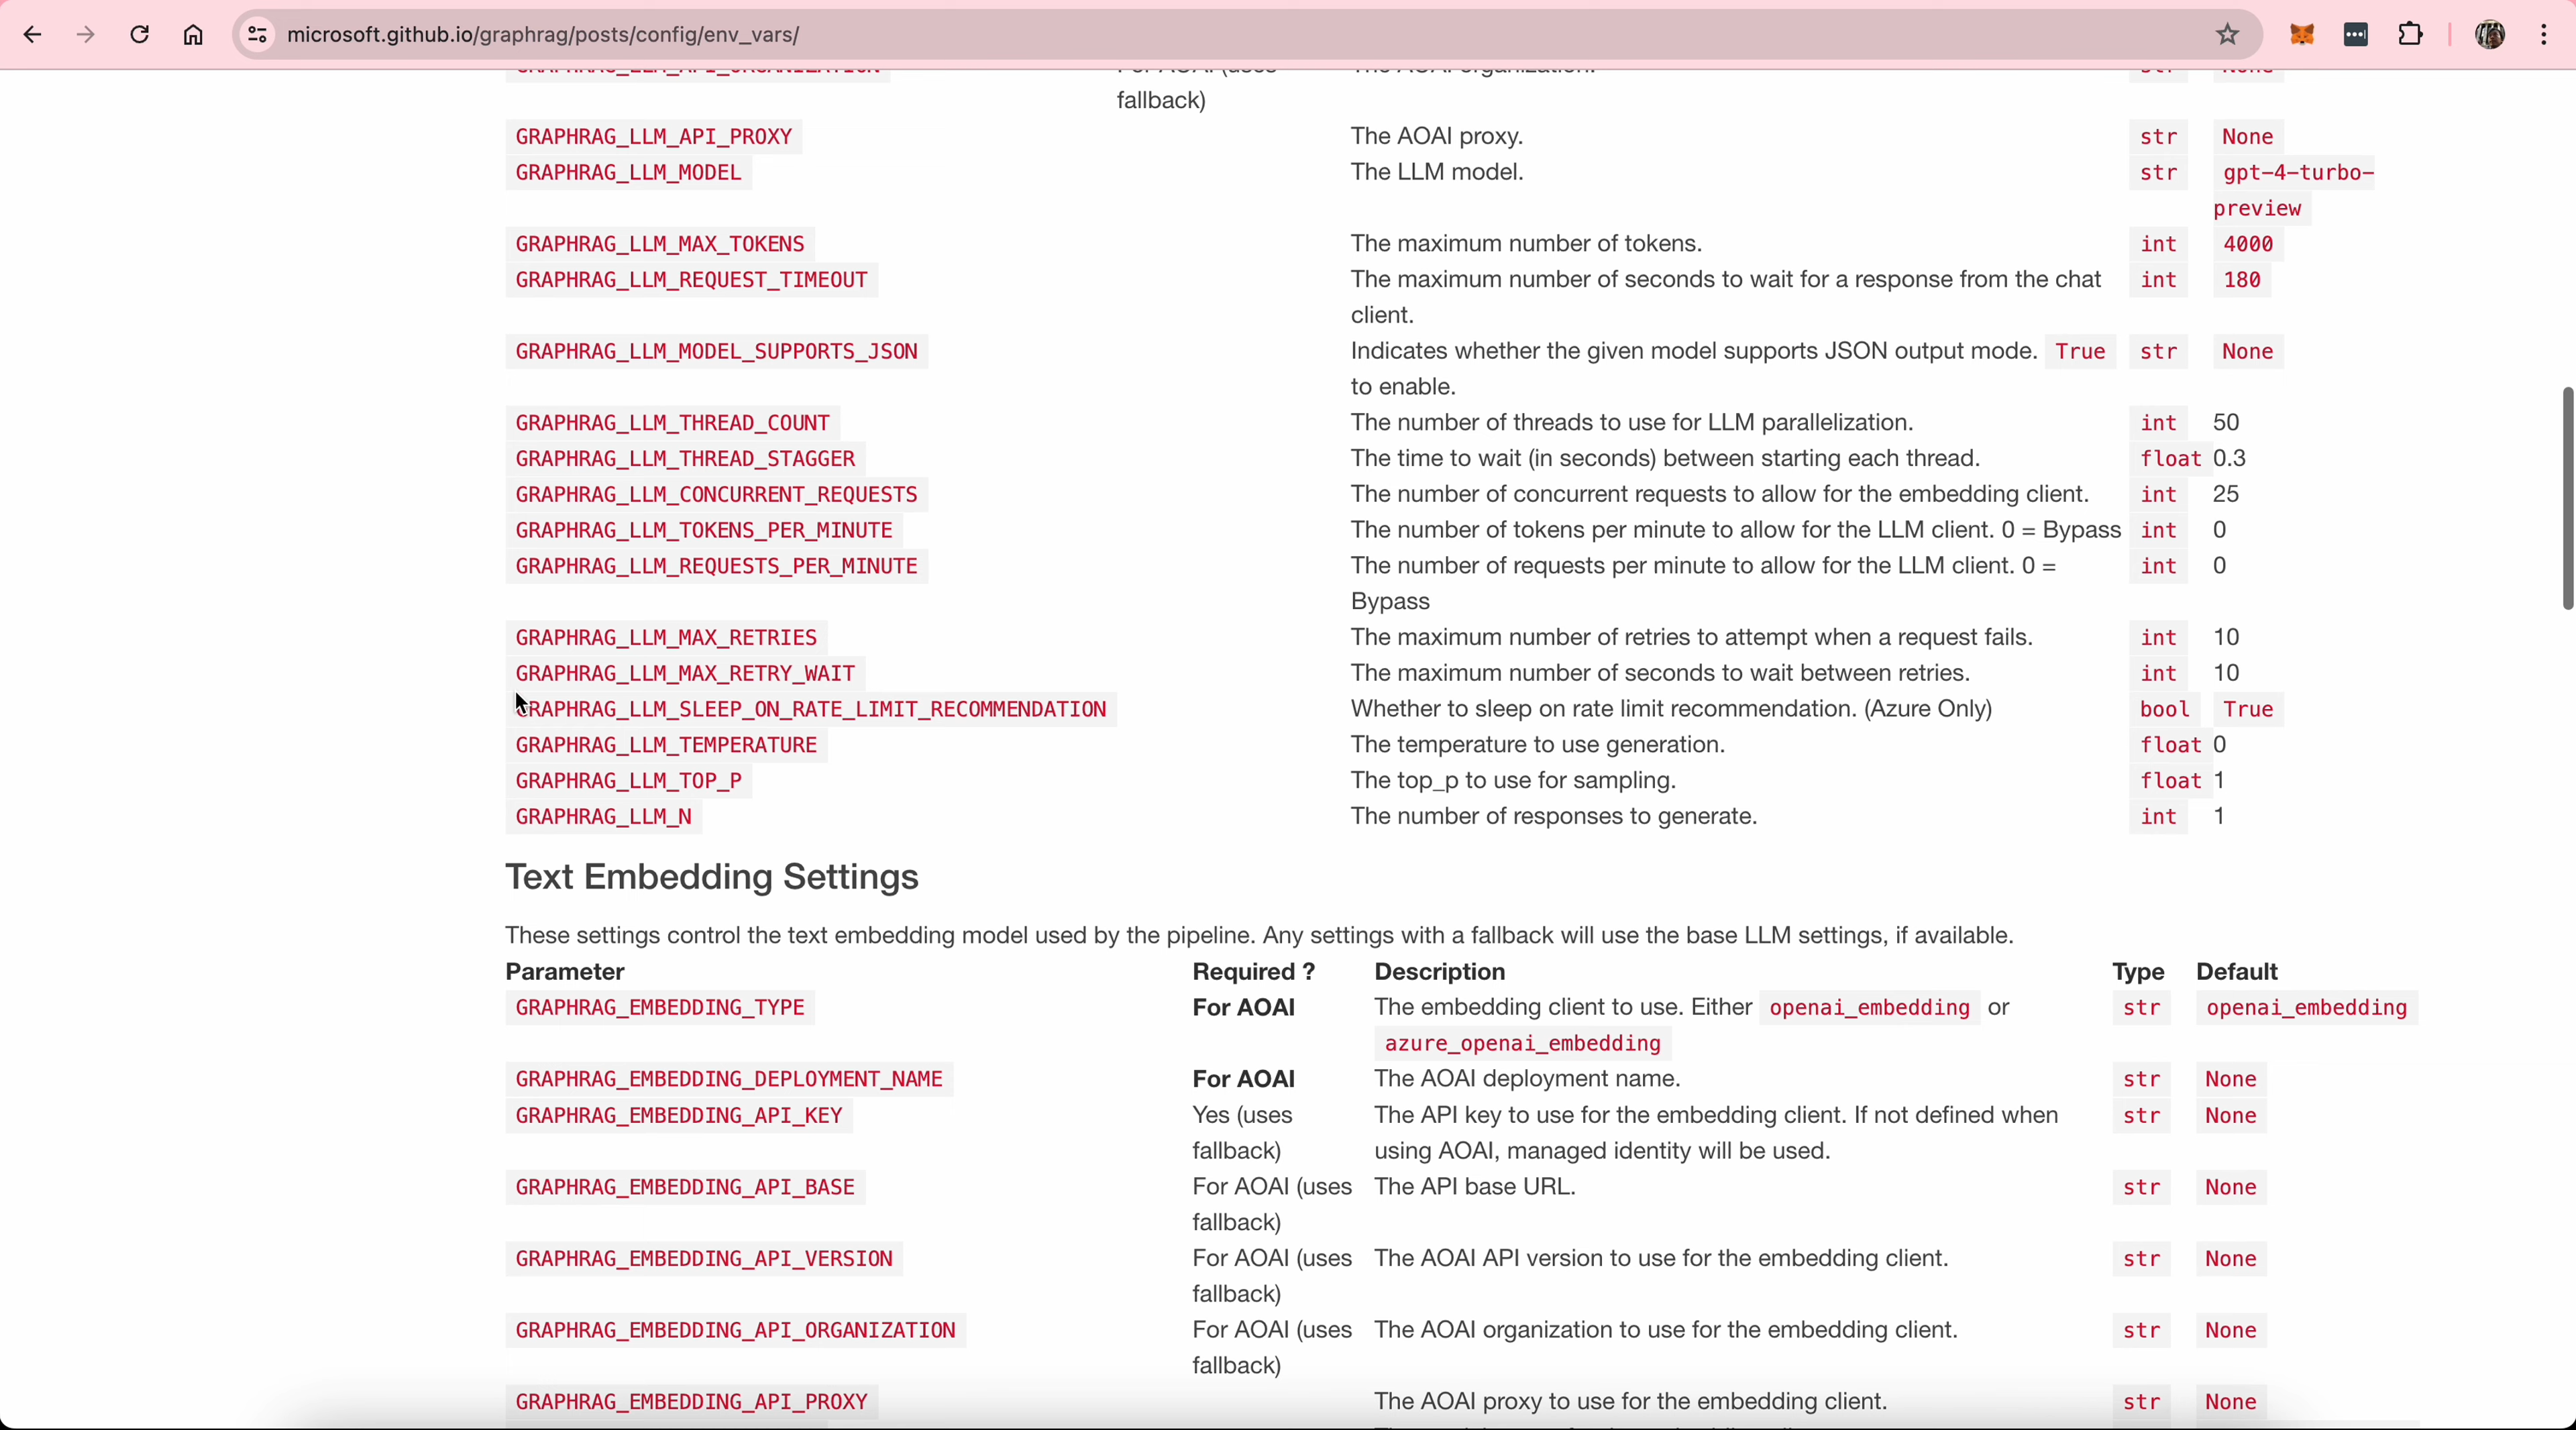 microsoft.github.io/graphrag/posts/config/env_vars/
GRAPHRAG_LLM_API_ORGANIZATION For AOAI (uses The AOAI organization. str None
fallback)
GRAPHRAG_LLM_API_PROXY The AOAI proxy. str None
GRAPHRAG_LLM_MODEL The LLM model. str gpt-4-turbo-
preview
GRAPHRAG_LLM_MAX_TOKENS The maximum number of tokens. int 4000
GRAPHRAG_LLM_REQUEST_TIMEOUT The maximum number of seconds to wait for a response from the chat int 180
client.
GRAPHRAG_LLM_MODEL_SUPPORTS_JSON Indicates whether the given model supports JSON output mode. True str None
to enable.
GRAPHRAG_LLM_THREAD_COUNT The number of threads to use for LLM parallelization. int 50
GRAPHRAG_LLM_THREAD_STAGGER The time to wait (in seconds) between starting each thread. float 0.3
GRAPHRAG_LLM_CONCURRENT_REQUESTS The number of concurrent requests to allow for the embedding client. int 25
GRAPHRAG_LLM_TOKENS_PER_MINUTE The number of tokens per minute to allow for the LLM client. 0 = Bypass int 0
GRAPHRAG_LLM_REQUESTS_PER_MINUTE The number of requests per minute to allow for the LLM client. 0 = int 0
Bypass
GRAPHRAG_LLM_MAX_RETRIES The maximum number of retries to attempt when a request fails. int 10
GRAPHRAG_LLM_MAX_RETRY_WAIT The maximum number of seconds to wait between retries. int 10
GRAPHRAG_LLM_SLEEP_ON_RATE_LIMIT_RECOMMENDATION Whether to sleep on rate limit recommendation. (Azure Only) bool True
GRAPHRAG_LLM_TEMPERATURE The temperature to use generation. float 0
GRAPHRAG_LLM_TOP_P The top_p to use for sampling. float 1
GRAPHRAG_LLM_N The number of responses to generate. int 1
Text Embedding Settings
These settings control the text embedding model used by the pipeline. Any settings with a fallback will use the base LLM settings, if available.
Parameter Required ? Description Type Default
GRAPHRAG_EMBEDDING_TYPE For AOAI The embedding client to use. Either openai_embedding or str openai_embedding
azure_openai_embedding
GRAPHRAG_EMBEDDING_DEPLOYMENT_NAME For AOAI The AOAI deployment name. str None
GRAPHRAG_EMBEDDING_API_KEY Yes (uses The API key to use for the embedding client. If not defined when str None
fallback) using AOAI, managed identity will be used.
GRAPHRAG_EMBEDDING_API_BASE For AOAI (uses The API base URL. str None
fallback)
GRAPHRAG_EMBEDDING_API_VERSION For AOAI (uses The AOAI API version to use for the embedding client. str None
fallback)
GRAPHRAG_EMBEDDING_API_ORGANIZATION For AOAI (uses The AOAI organization to use for the embedding client. str None
fallback)
GRAPHRAG_EMBEDDING_API_PROXY The AOAI proxy to use for the embedding client. str None